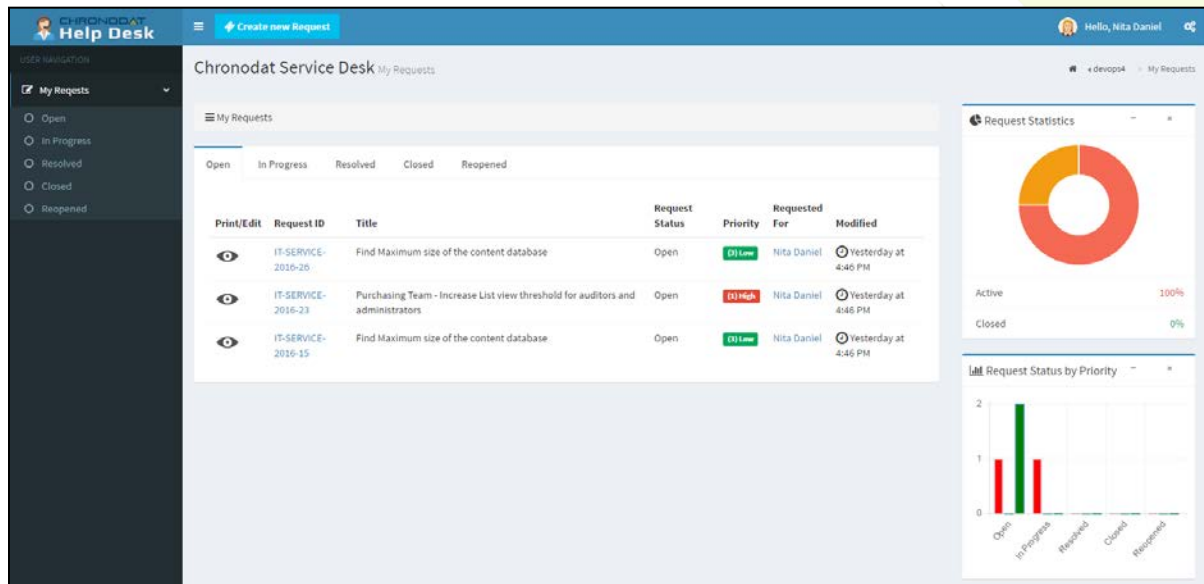 CHRONODAT
Help Desk
Create new Request
Hello, Nita Daniel
USER NAVIGATION
My Reqests
Open
In Progress
Resolved
Closed
Reopened
Chronodat Service Desk My Requests
devops4 > My Requests
My Requests
Open In Progress Resolved Closed Reopened
Print/Edit Request ID Title Request Status Priority Requested For Modified
IT-SERVICE-2016-26 Find Maximum size of the content database Open (3) Low Nita Daniel Yesterday at 4:46 PM
IT-SERVICE-2016-23 Purchasing Team - Increase List view threshold for auditors and administrators Open (1) High Nita Daniel Yesterday at 4:46 PM
IT-SERVICE-2016-15 Find Maximum size of the content database Open (3) Low Nita Daniel Yesterday at 4:46 PM
Request Statistics
Active 100%
Closed 0%
Request Status by Priority
2
1
0
Open In Progress Resolved Closed Reopened